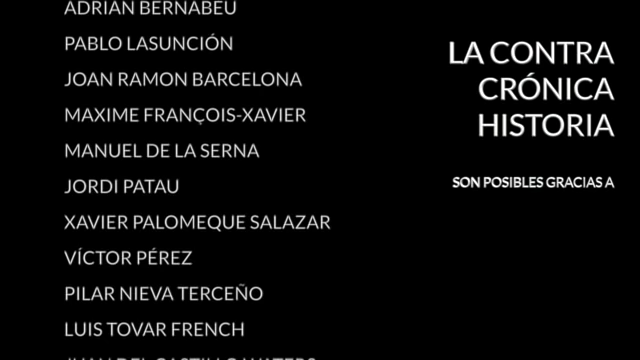 ADRIÁN BERNABEU
PABLO LASUNCIÓN
JOAN RAMON BARCELONA
MAXIME FRANÇOIS-XAVIER
MANUEL DE LA SERNA
JORDI PATAU
XAVIER PALOMEQUE SALAZAR
VÍCTOR PÉREZ
PILAR NIEVA TERCEÑO
LUIS TOVAR FRENCH
LA CONTRA
CRÓNICA
HISTORIA
SON POSIBLES GRACIAS A